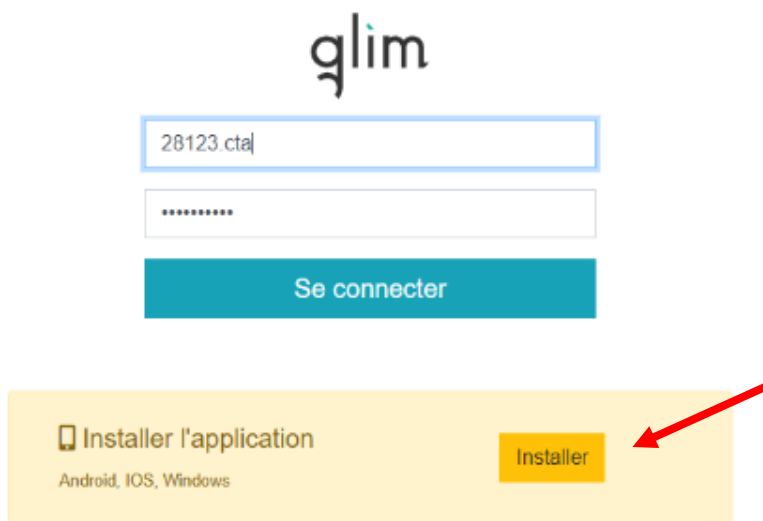 glim
28123.cta
••••••••••
Se connecter
Installer l'application
Installer
Android, IOS, Windows